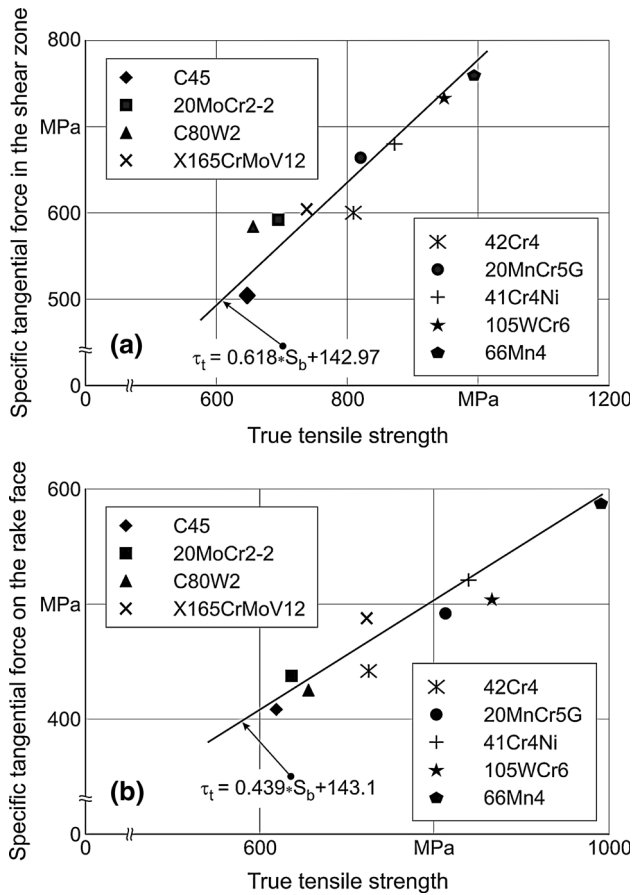 Specific tangential force in the shear zone
800
MPa
600
500
0
C45
20MoCr2-2
C80W2
X165CrMoV12
42Cr4
20MnCr5G
41Cr4Ni
105WCr6
66Mn4
(a)
τt = 0.618*Sb+142.97
0 600 800 MPa 1200
True tensile strength
Specific tangential force on the rake face
600
MPa
400
0
C45
20MoCr2-2
C80W2
X165CrMoV12
42Cr4
20MnCr5G
41Cr4Ni
105WCr6
66Mn4
(b)
τt = 0.439*Sb+143.1
0 600 MPa 1000
True tensile strength